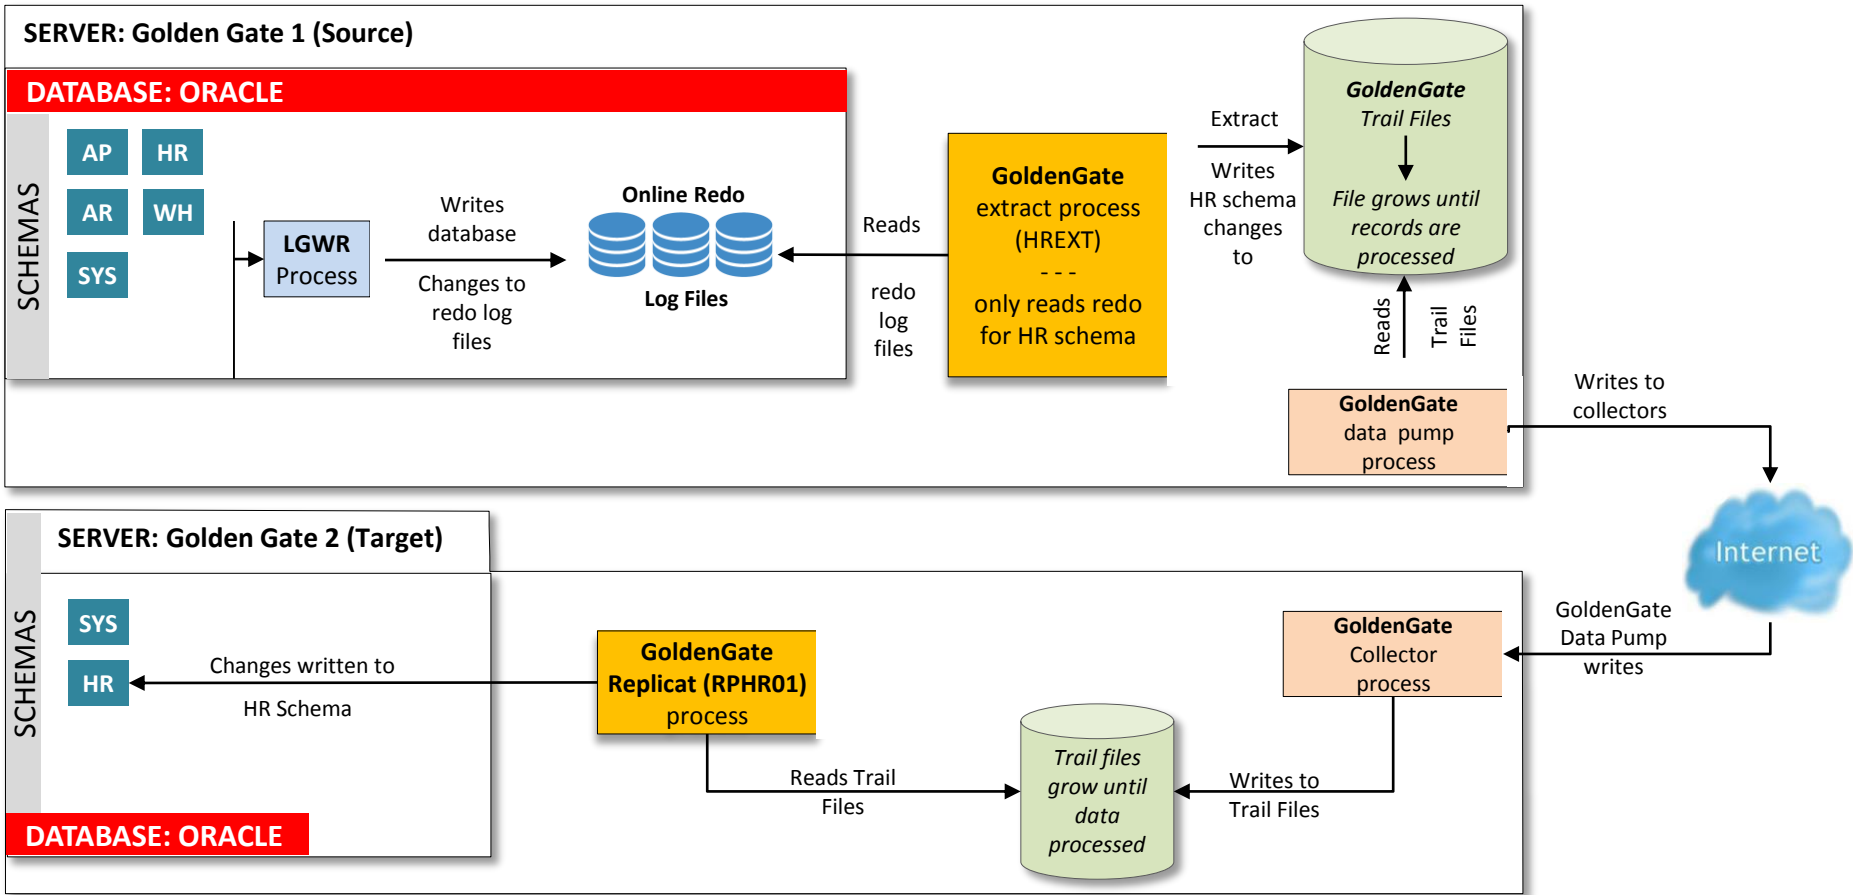 SERVER: Golden Gate 1 (Source)
DATABASE: ORACLE
SCHEMAS
AP
HR
AR
WH
SYS
LGWR
Process
Writes
database
Changes to
redo log
files
Online Redo
Log Files
Reads
redo
log
files
GoldenGate
extract process
(HREXT)
- - -
only reads redo
for HR schema
Extract
Writes
HR schema
changes
to
GoldenGate
Trail Files
File grows until
records are
processed
Reads
Trail
Files
GoldenGate
data pump
process
Writes to
collectors
Internet
GoldenGate
Data Pump
writes
SERVER: Golden Gate 2 (Target)
SCHEMAS
SYS
HR
Changes written to
HR Schema
GoldenGate
Replicat (RPHR01)
process
Reads Trail
Files
Trail files
grow until
data
processed
Writes to
Trail Files
GoldenGate
Collector
process
DATABASE: ORACLE